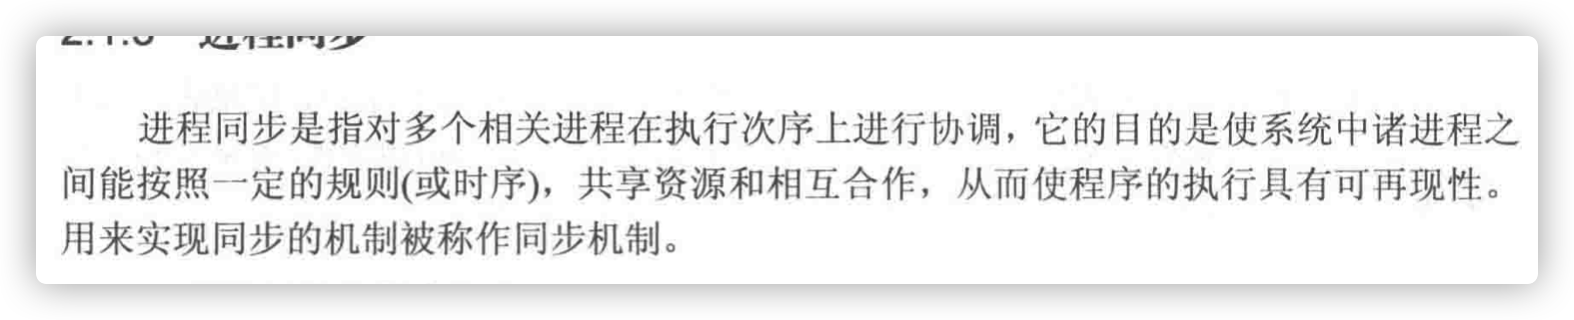 进程同步是指对多个相关进程在执行次序上进行协调，它的目的是使系统中诸进程之
间能按照一定的规则(或时序)，共享资源和相互合作，从而使程序的执行具有可再现性。
用来实现同步的机制被称作同步机制。